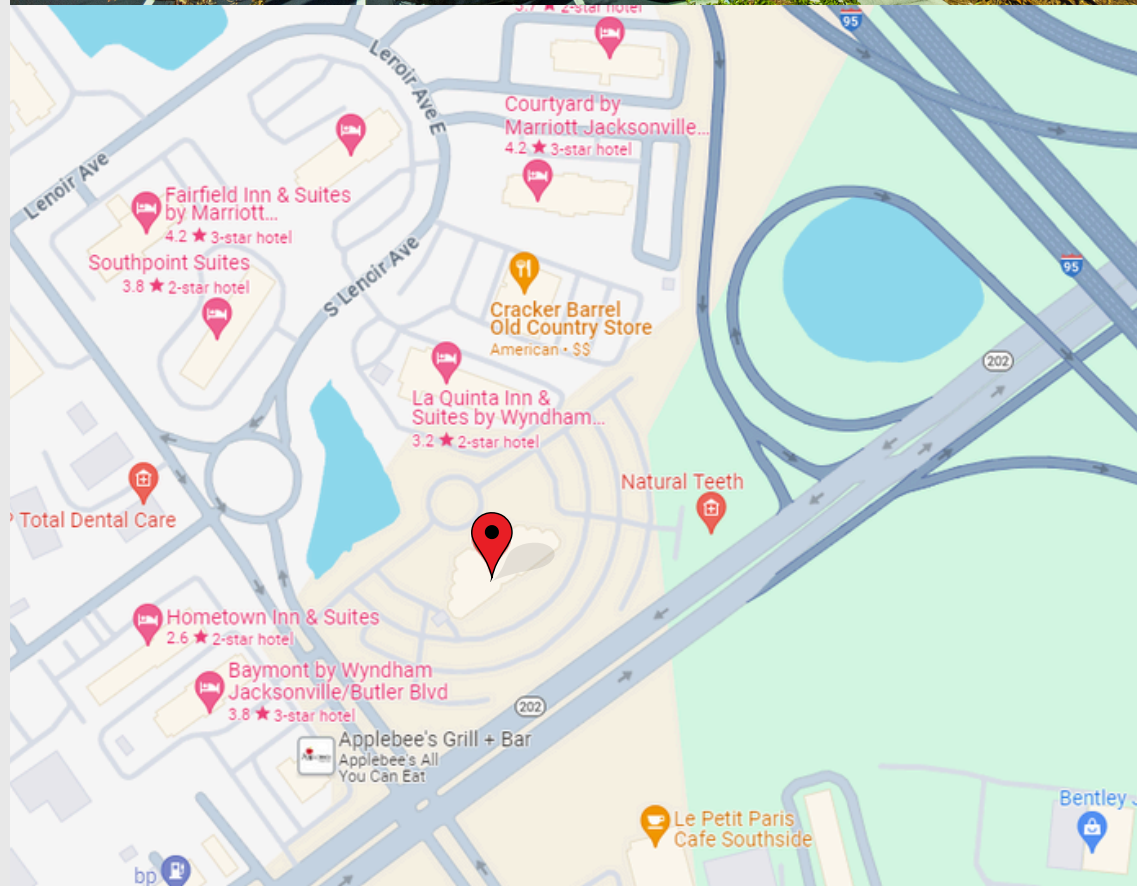 3.7 ★ 2-star hotel
95
Lenoir Ave E
Courtyard by
Marriott Jacksonville...
4.2 ★ 3-star hotel
Lenoir Ave
Fairfield Inn & Suites
by Marriott...
4.2 ★ 3-star hotel
Southpoint Suites
3.8 ★ 2-star hotel
S Lenoir Ave
95
Cracker Barrel
Old Country Store
American • $$
202
La Quinta Inn &
Suites by Wyndham...
3.2 ★ 2-star hotel
Natural Teeth
Total Dental Care
Hometown Inn & Suites
2.6 ★ 2-star hotel
Baymont by Wyndham
Jacksonville/Butler Blvd
3.8 ★ 3-star hotel
202
Applebee's Grill + Bar
Applebee's All
You Can Eat
Le Petit Paris
Cafe Southside
Bentley
bp